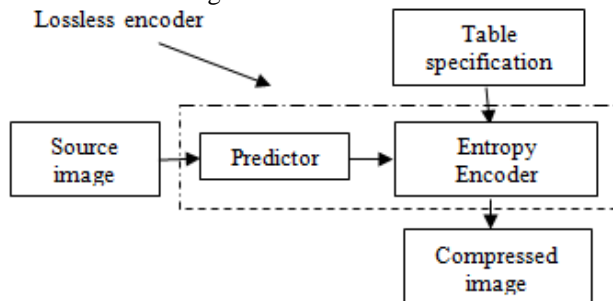 Lossless encoder
Table
specification
Source
image
Predictor
Entropy
Encoder
Compressed
image